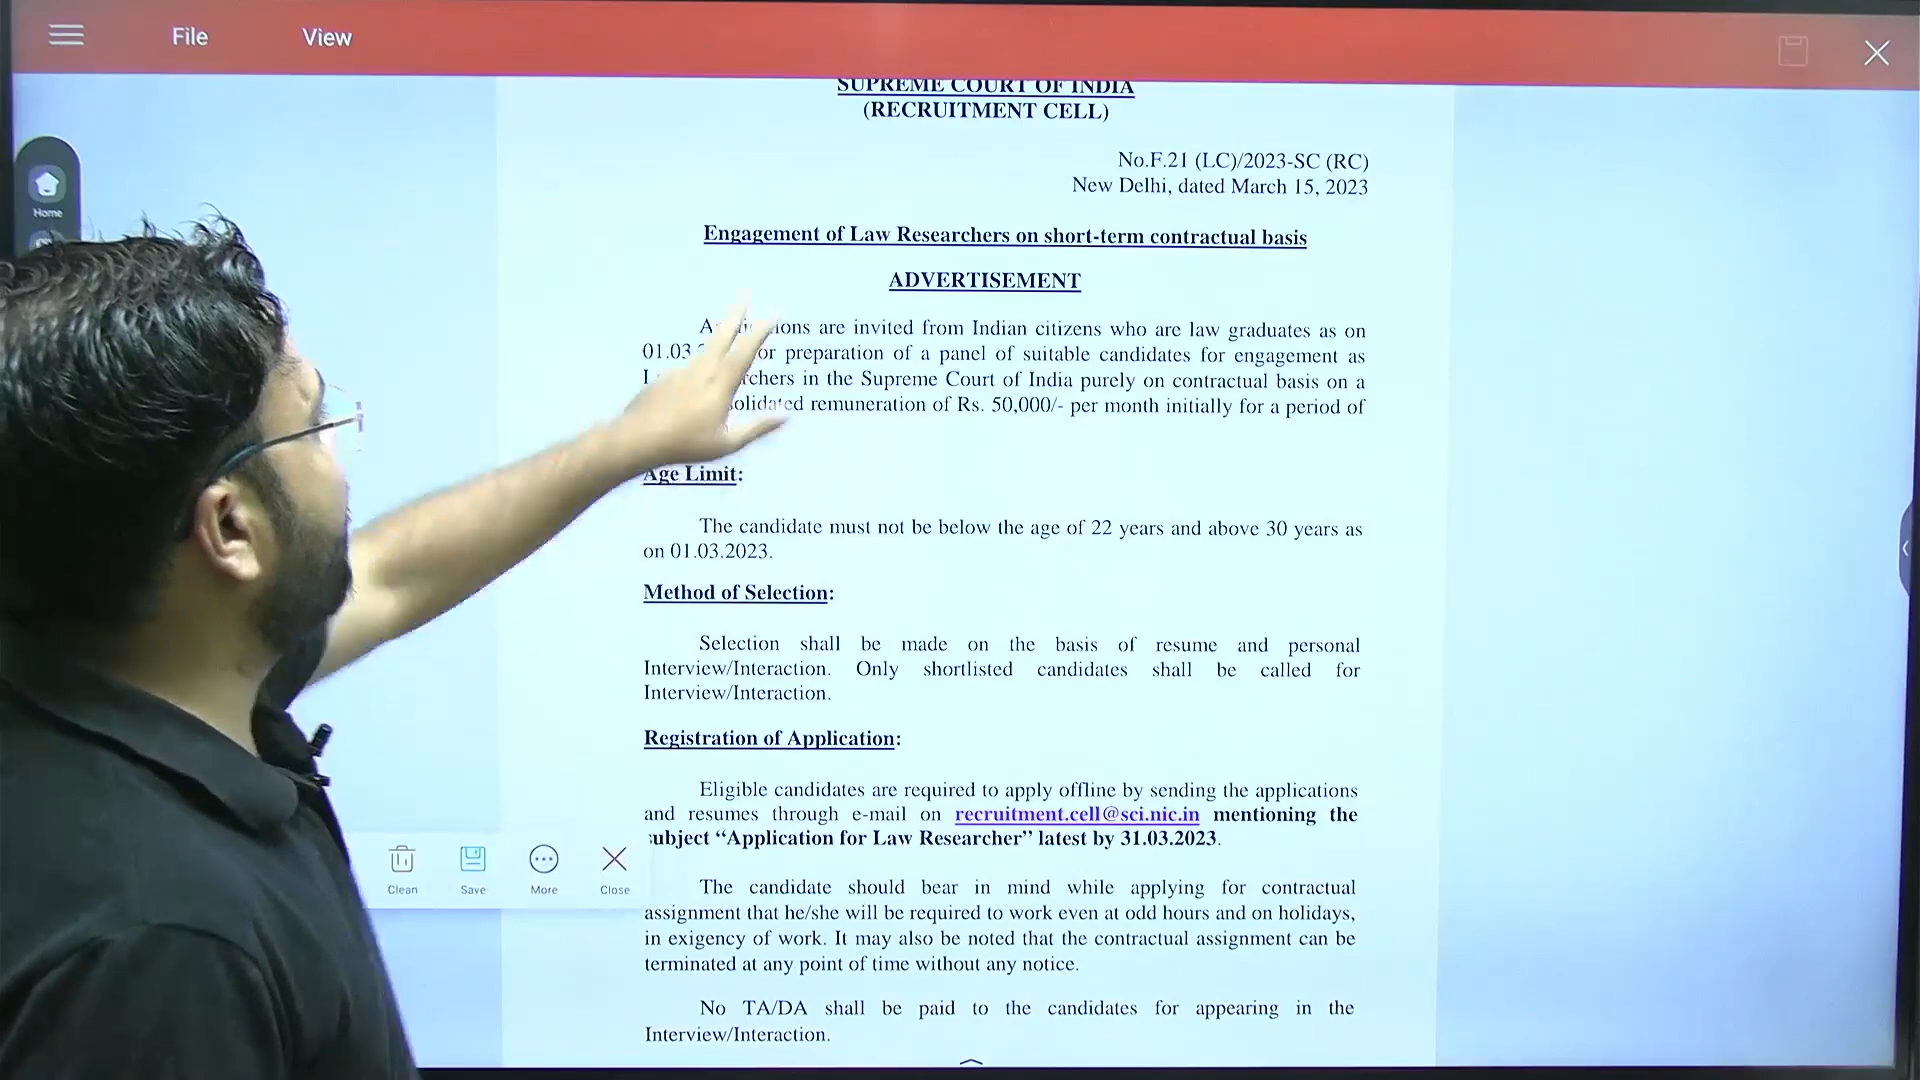 File
View
SUPREME COURT OF INDIA
(RECRUITMENT CELL)
No.F.21 (LC)/2023-SC (RC)
New Delhi, dated March 15, 2023
Home
Engagement of Law Researchers on short-term contractual basis
ADVERTISEMENT
are invited from Indian citizens who are law graduates as on
01.03 preparation of a panel of suitable candidates for engagement as
in the Supreme Court of India purely on contractual basis on a
remuneration of Rs. 50,000/- per month initially for a period of
Age Limit:
The candidate must not be below the age of 22 years and above 30 years as
on 01.03.2023.
Method of Selection:
Selection shall be made on the basis of resume and personal
Interview/Interaction. Only shortlisted candidates shall be called for
Interview/Interaction.
Registration of Application:
Eligible candidates are required to apply offline by sending the applications
and resumes through e-mail on recruitment.cell@sci.nic.in mentioning the
subject “Application for Law Researcher” latest by 31.03.2023.
Clean
Save
More
Close
The candidate should bear in mind while applying for contractual
assignment that he/she will be required to work even at odd hours and on holidays,
in exigency of work. It may also be noted that the contractual assignment can be
terminated at any point of time without any notice.
No TA/DA shall be paid to the candidates for appearing in the
Interview/Interaction.